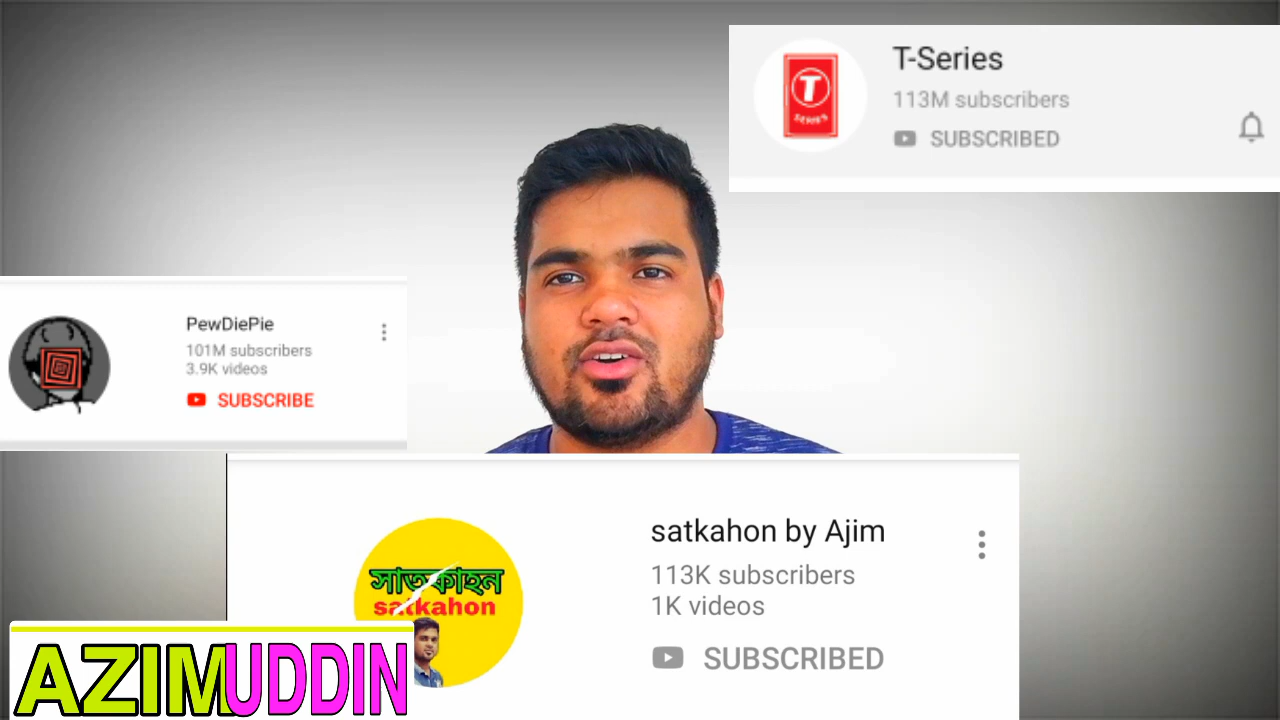 T-Series
113M subscribers
SUBSCRIBED
T
SERIES
PewDiePie
101M subscribers
3.9K videos
SUBSCRIBE
satkahon by Ajim
113K subscribers
1K videos
SUBSCRIBED
সাতকাহন
satkahon
AZIMUDDIN